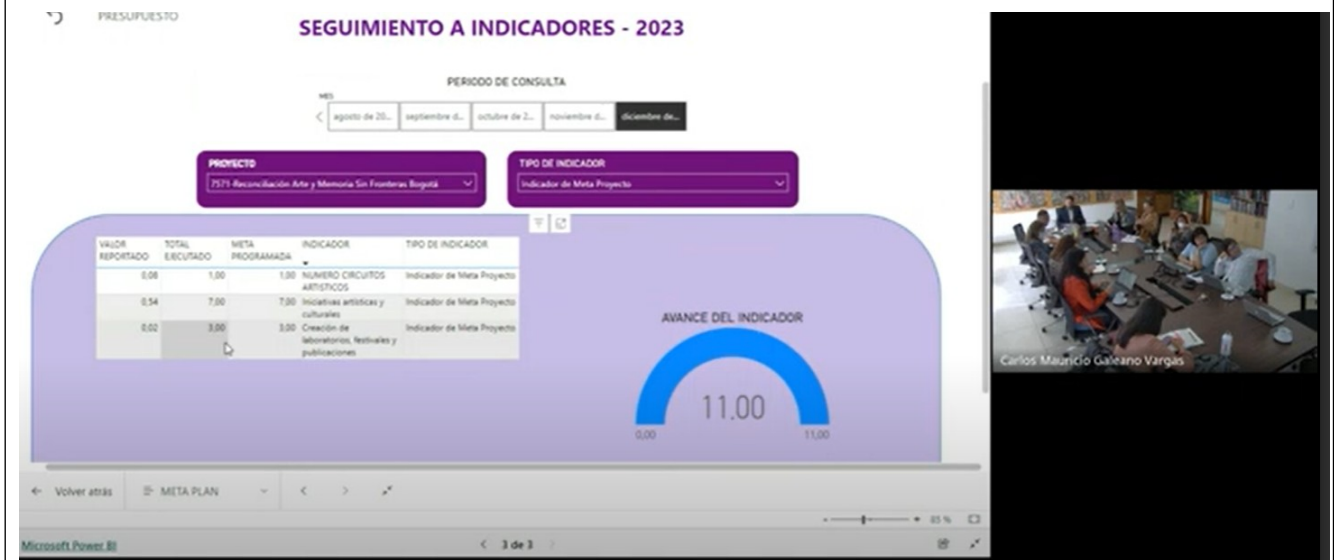 PRESUPUESTO
SEGUIMIENTO A INDICADORES - 2023
PERIODO DE CONSULTA
MES
agosto de 20... septiembre d... octubre de 2... noviembre d... diciembre de...
PROYECTO
7571-Reconciliación Arte y Memoria Sin Fronteras Bogotá
TIPO DE INDICADOR
Indicador de Meta Proyecto
VALOR REPORTADO TOTAL EJECUTADO META PROGRAMADA INDICADOR TIPO DE INDICADOR
0,08 1,00 1,00 NUMERO CIRCUITOS Indicador de Meta Proyecto
ARTISTICOS
0,54 7,00 7,00 Iniciativas artísticas y Indicador de Meta Proyecto
culturales
0,02 3,00 3,00 Creación de Indicador de Meta Proyecto
laboratorios, festivales y
publicaciones
AVANCE DEL INDICADOR
11.00
0,00 11,00
Carlos Mauricio Galeano Vargas
Volver atrás META PLAN
85 %
Microsoft Power BI 3 de 3